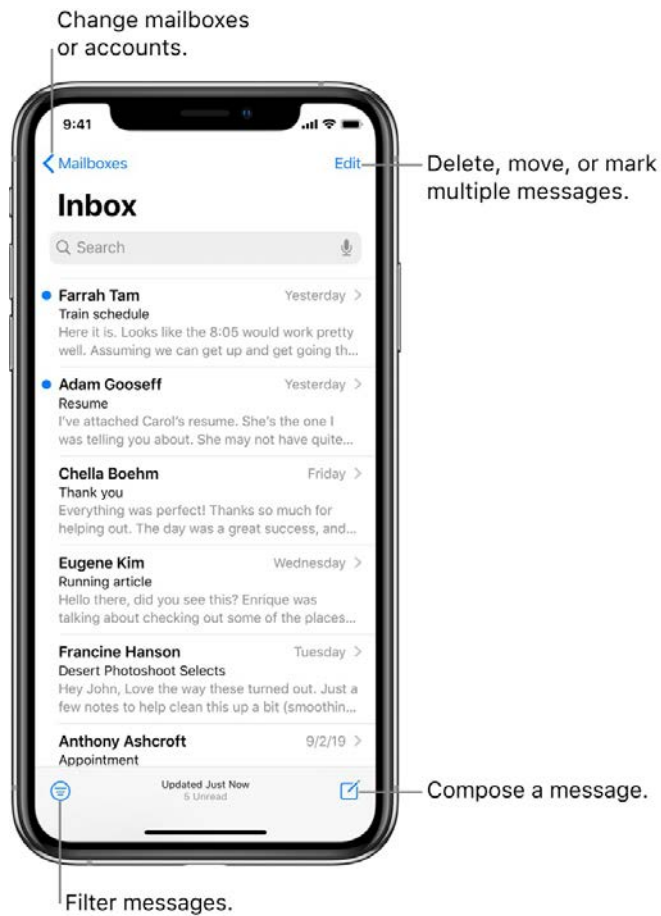 Change mailboxes
or accounts.
9:41
Mailboxes
Edit
Delete, move, or mark
multiple messages.
Inbox
Search
Farrah Tam
Yesterday
Train schedule
Here it is. Looks like the 8:05 would work pretty
well. Assuming we can get up and get going th...
Adam Gooseff
Yesterday
Resume
I've attached Carol's resume. She's the one I
was telling you about. She may not have quite...
Chella Boehm
Friday
Thank you
Everything was perfect! Thanks so much for
helping out. The day was a great success, and...
Eugene Kim
Wednesday
Running article
Hello there, did you see this? Enrique was
talking about checking out some of the places...
Francine Hanson
Tuesday
Desert Photoshoot Selects
Hey John, Love the way these turned out. Just a
few notes to help clean this up a bit (smoothin...
Anthony Ashcroft
9/2/19
Appointment
Updated Just Now
5 Unread
Compose a message.
Filter messages.